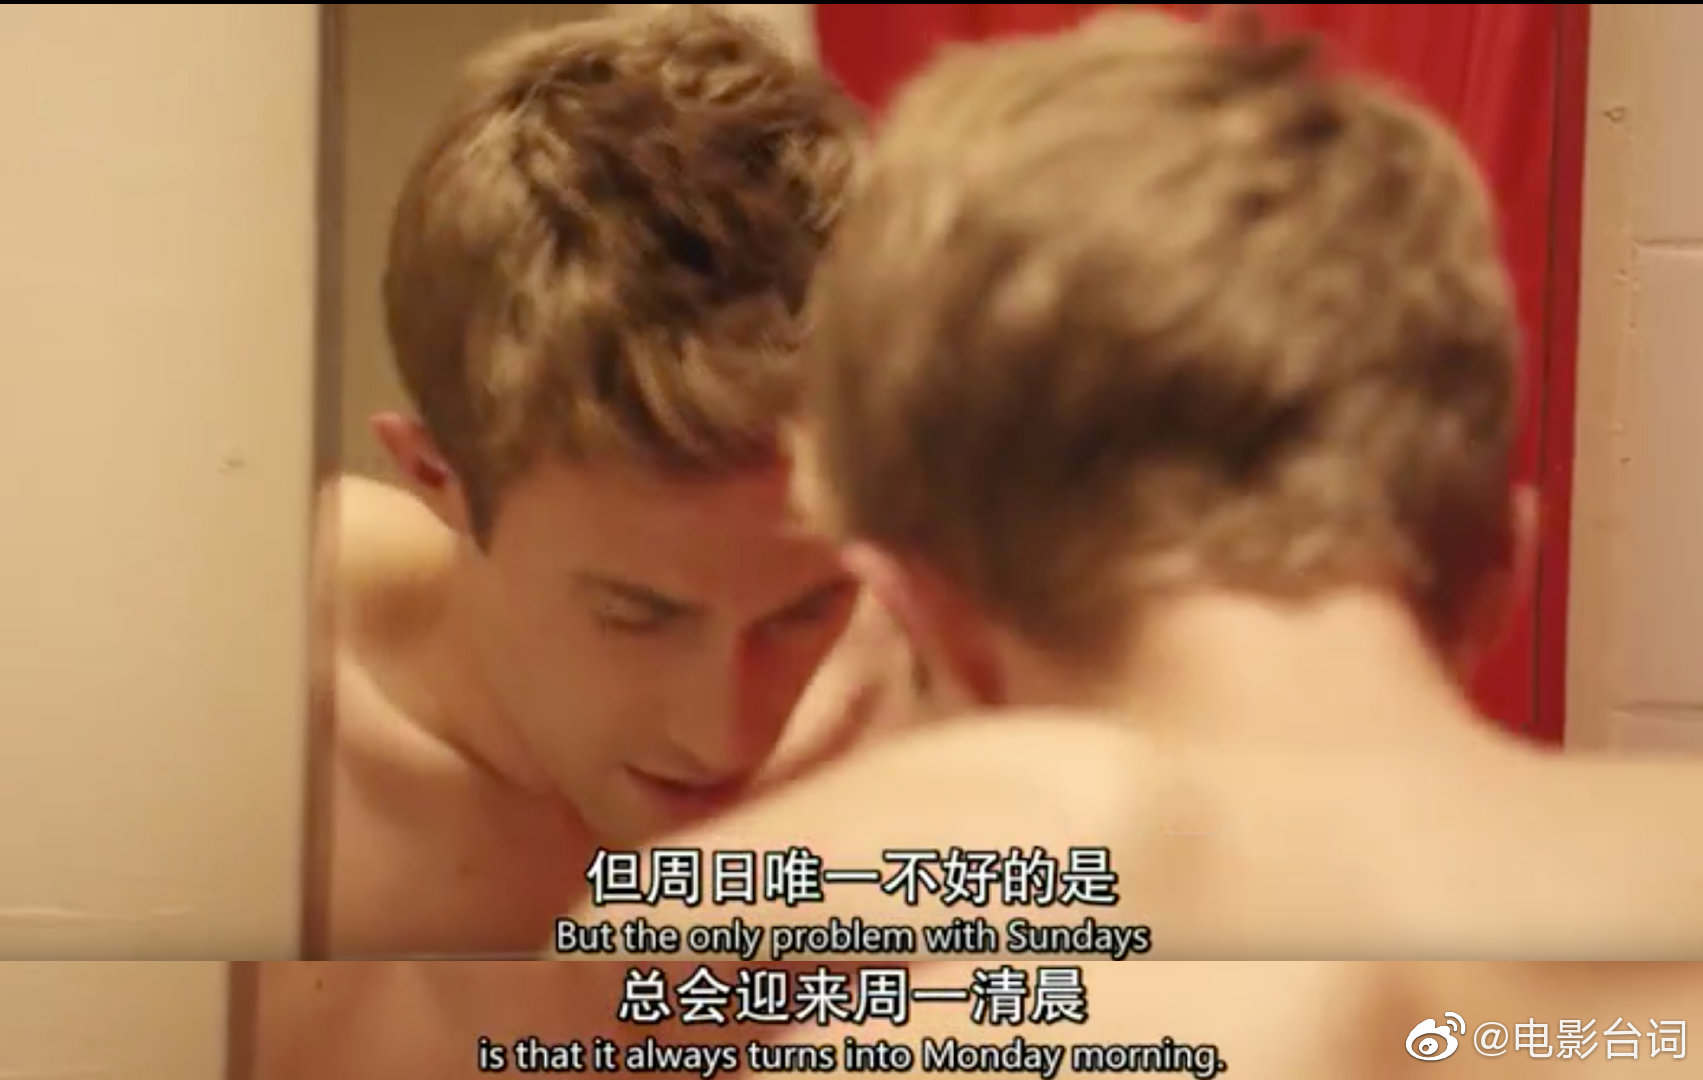 但周日唯一不好的是
But the only problem with Sundays
总会迎来周一清晨
is that it always turns into Monday morning.
@电影台词